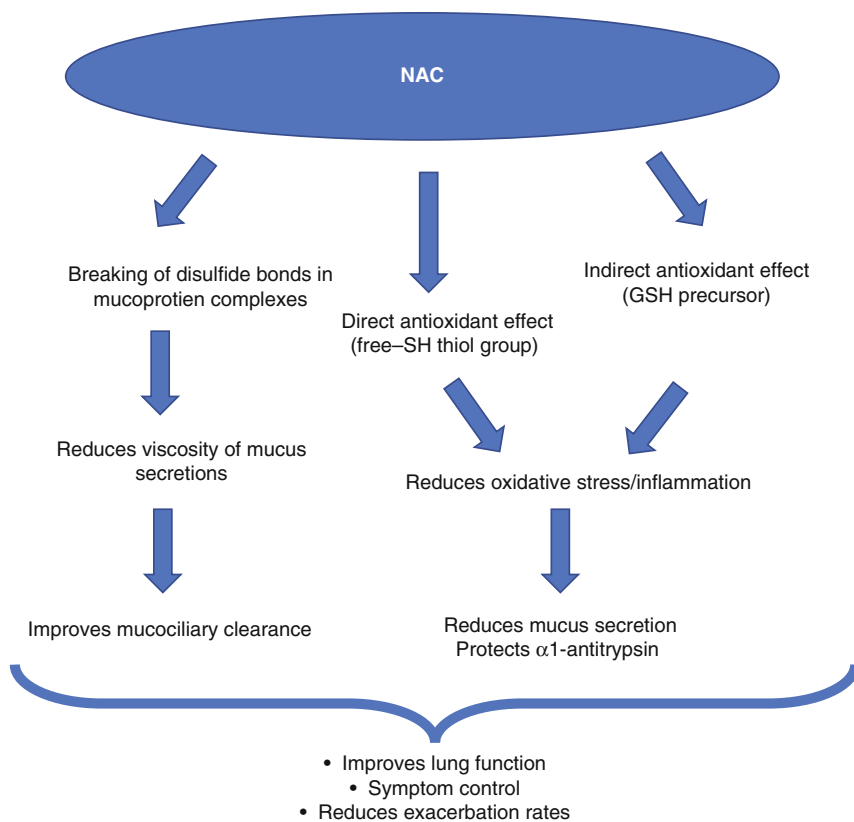 NAC
Breaking of disulfide bonds in
mucoprotien complexes
Direct antioxidant effect
(free–SH thiol group)
Indirect antioxidant effect
(GSH precursor)
Reduces viscosity of mucus
secretions
Reduces oxidative stress/inflammation
Improves mucociliary clearance
Reduces mucus secretion
Protects α1-antitrypsin
• Improves lung function
• Symptom control
• Reduces exacerbation rates